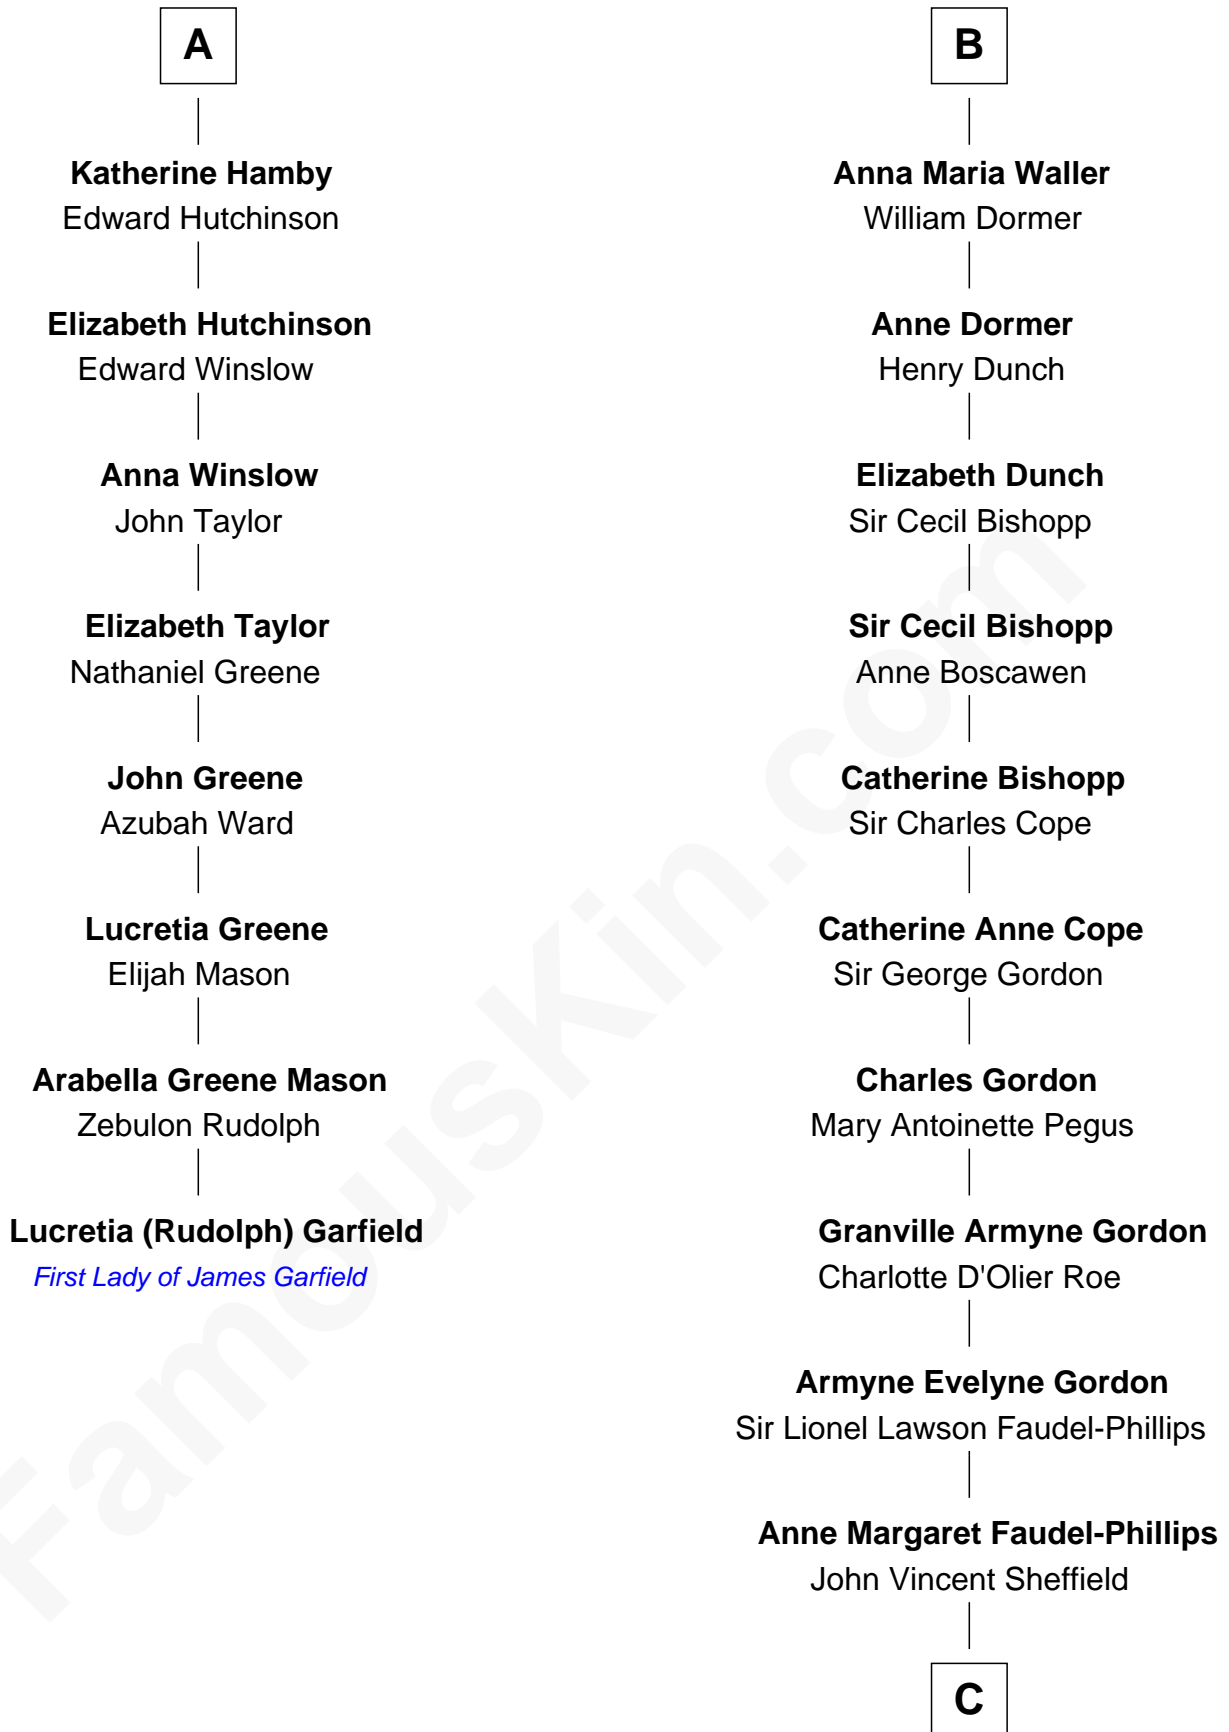 A
Katherine Hamby
Edward Hutchinson
Elizabeth Hutchinson
Edward Winslow
Anna Winslow
John Taylor
Elizabeth Taylor
Nathaniel Greene
John Greene
Azubah Ward
Lucretia Greene
Elijah Mason
Arabella Greene Mason
Zebulon Rudolph
Lucretia (Rudolph) Garfield
First Lady of James Garfield
B
Anna Maria Waller
William Dormer
Anne Dormer
Henry Dunch
Elizabeth Dunch
Sir Cecil Bishopp
Sir Cecil Bishopp
Anne Boscawen
Catherine Bishopp
Sir Charles Cope
Catherine Anne Cope
Sir George Gordon
Charles Gordon
Mary Antoinette Pegus
Granville Armyne Gordon
Charlotte D'Olier Roe
Armyne Evelyne Gordon
Sir Lionel Lawson Faudel-Phillips
Anne Margaret Faudel-Phillips
John Vincent Sheffield
C
FamousKin.com